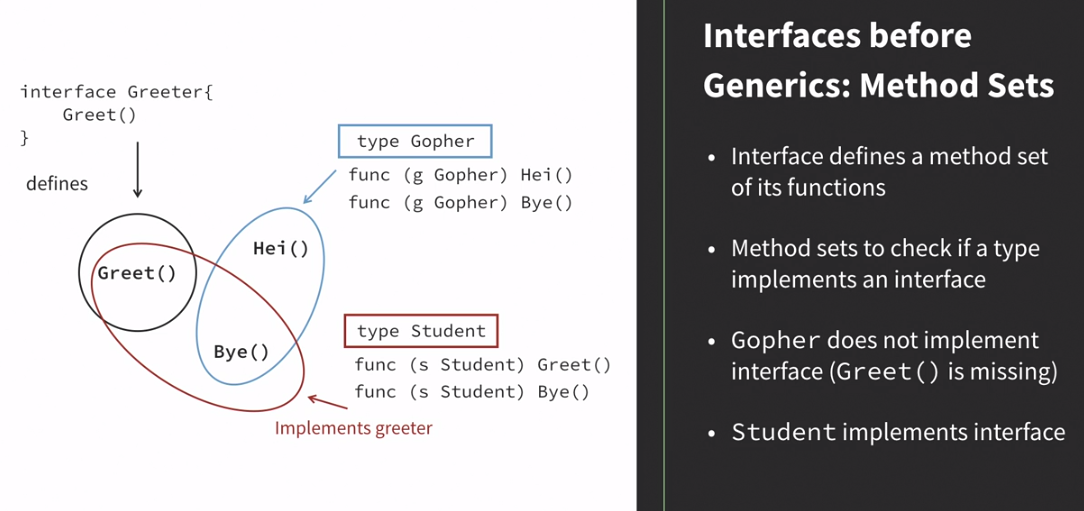 interface Greeter{
Greet()
}
defines
Greet()
Hei()
Bye()
type Gopher
func (g Gopher) Hei()
func (g Gopher) Bye()
type Student
func (s Student) Greet()
func (s Student) Bye()
Implements greeter
Interfaces before
Generics: Method Sets
• Interface defines a method set
of its functions
• Method sets to check if a type
implements an interface
• Gopher does not implement
interface (Greet() is missing)
• Student implements interface